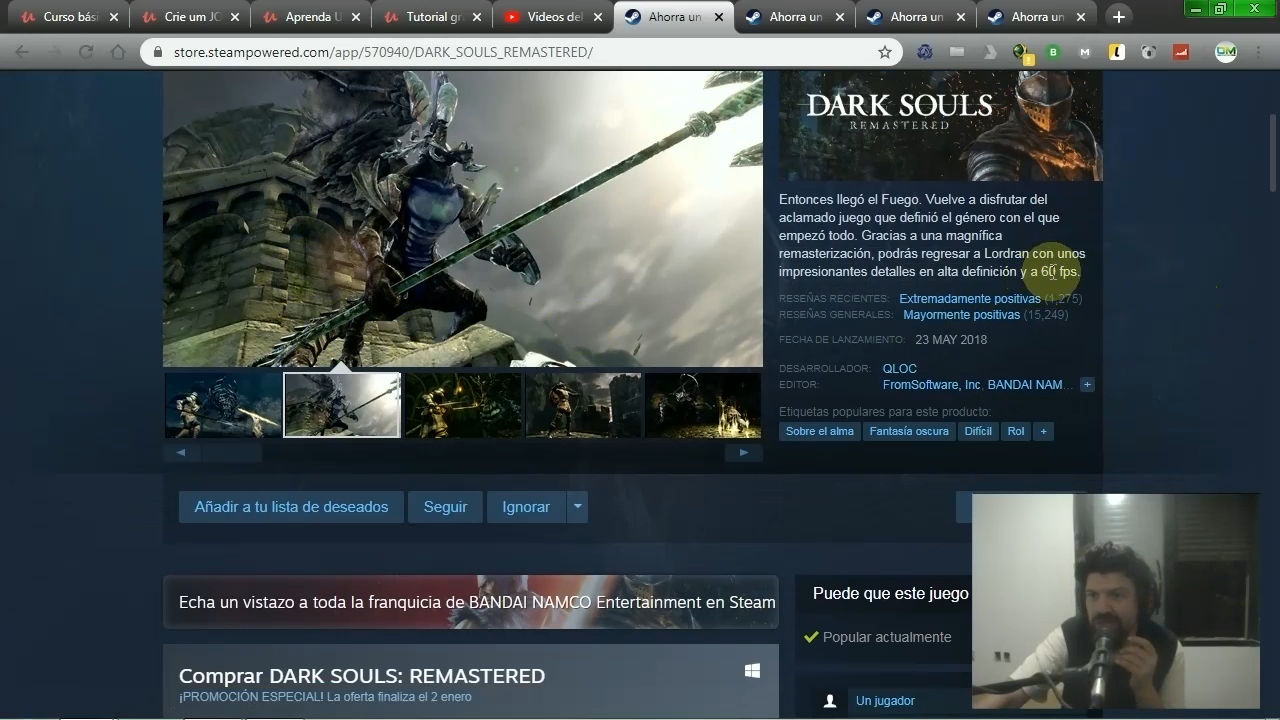 Curso bási
Crie um JO
Aprenda U
Tutorial gr
Videos del
Ahorra un
Ahorra un
Ahorra un
Ahorra un
store.steampowered.com/app/570940/DARK_SOULS_REMASTERED/
DARK SOULS
REMASTERED
Entonces llegó el Fuego. Vuelve a disfrutar del
aclamado juego que definió el género con el que
empezó todo. Gracias a una magnífica
remasterización, podrás regresar a Lordran con unos
impresionantes detalles en alta definición y a 60 fps.
RESEÑAS RECIENTES: Extremadamente positivas (1,275)
RESEÑAS GENERALES: Mayormente positivas (15,249)
FECHA DE LANZAMIENTO: 23 MAY 2018
DESARROLLADOR: QLOC
EDITOR: FromSoftware, Inc, BANDAI NAM... +
Etiquetas populares para este producto:
Sobre el alma Fantasía oscura Difícil Rol +
Añadir a tu lista de deseados Seguir Ignorar
Echa un vistazo a toda la franquicia de BANDAI NAMCO Entertainment en Steam
Puede que este juego
Popular actualmente
Comprar DARK SOULS: REMASTERED
¡PROMOCIÓN ESPECIAL! La oferta finaliza el 2 enero
Un jugador